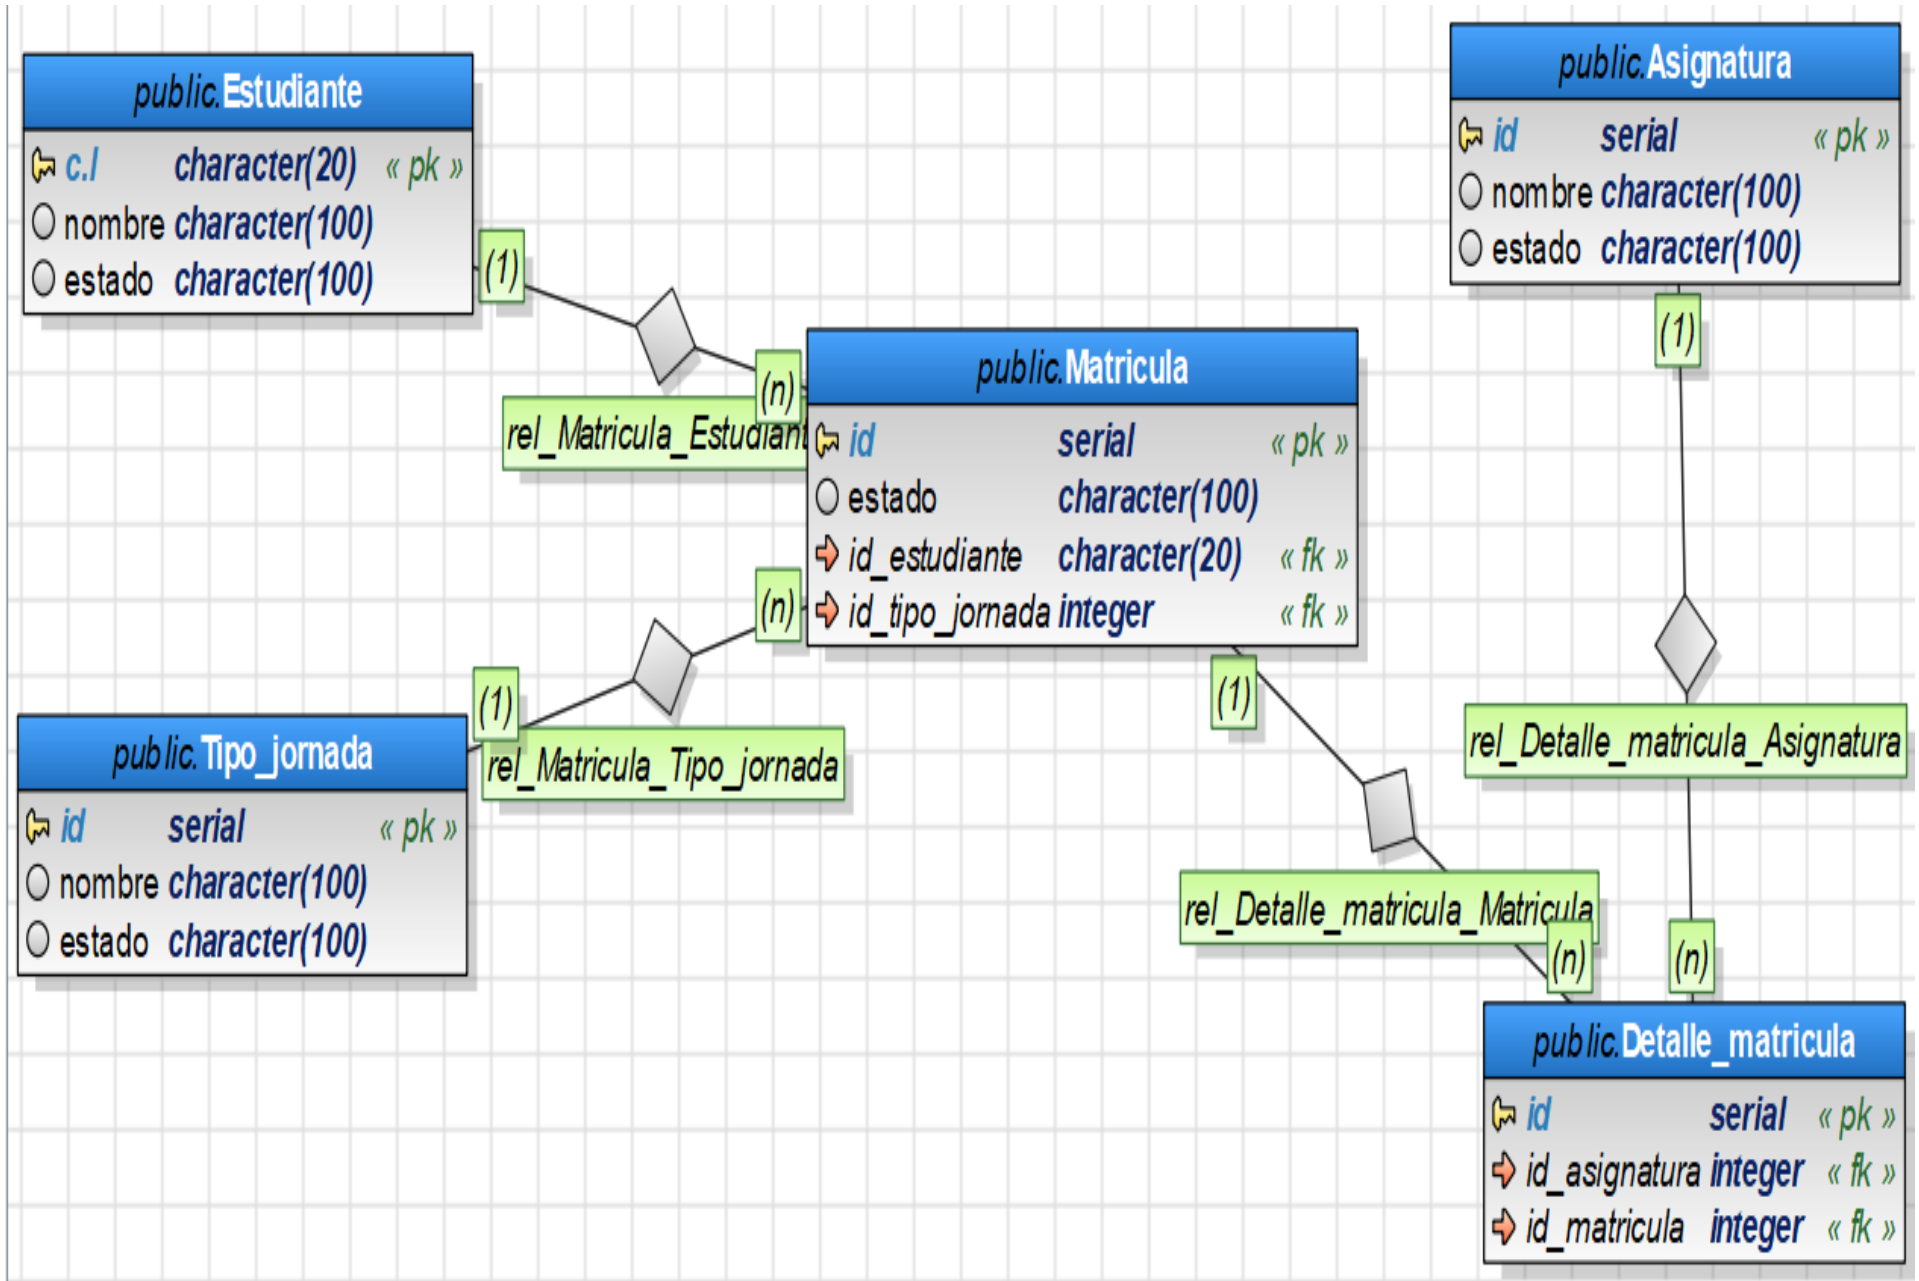 public.Estudiante
c.I character(20) « pk »
nombre character(100)
estado character(100)
(1)
(n)
rel_Matricula_Estudiant
public.Matricula
id serial « pk »
estado character(100)
id_estudiante character(20) « fk »
id_tipo_jornada integer « fk »
(n)
(1)
rel_Matricula_Tipo_jornada
public.Tipo_jornada
id serial « pk »
nombre character(100)
estado character(100)
public.Asignatura
id serial « pk »
nombre character(100)
estado character(100)
(1)
rel_Detalle_matricula_Asignatura
(n)
(1)
rel_Detalle_matricula_Matricula
(n)
public.Detalle_matricula
id serial « pk »
id_asignatura integer « fk »
id_matricula integer « fk »